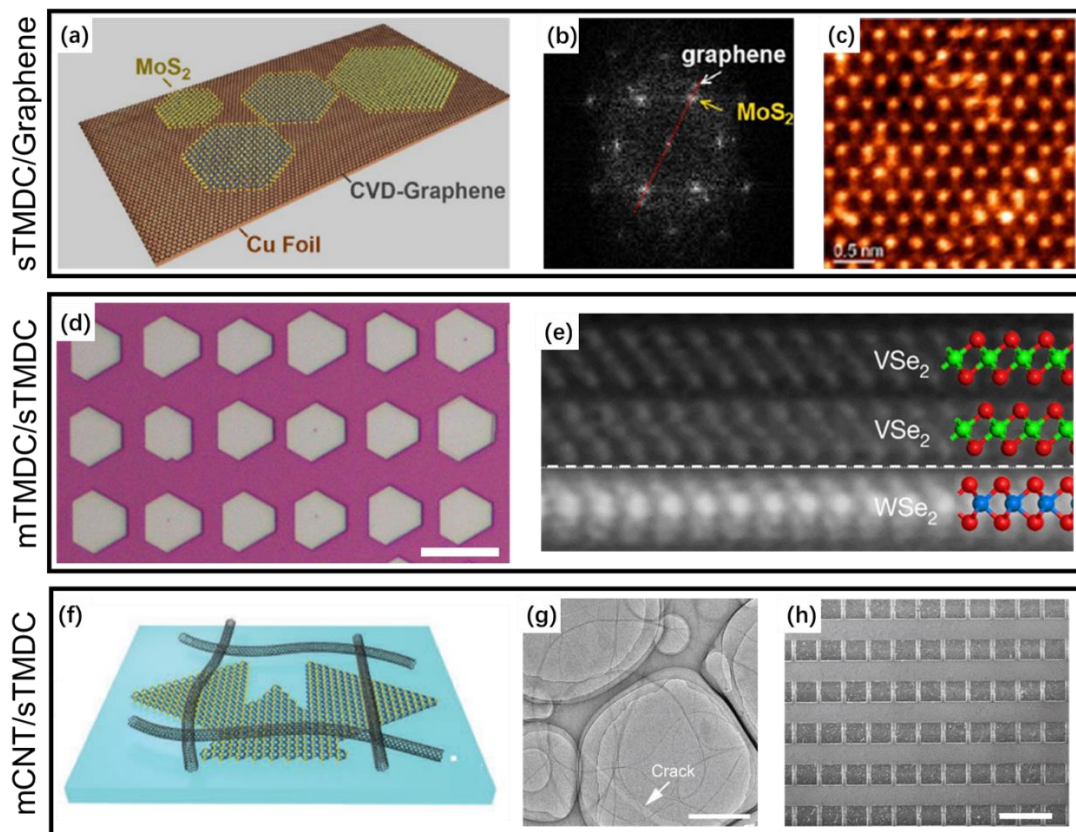 sTMDC/Graphene
(a)
MoS₂
CVD-Graphene
Cu Foil
(b)
graphene
MoS₂
(c)
0.5 nm
mTMDC/sTMDC
(d)
(e)
VSe₂
VSe₂
WSe₂
mCNT/sTMDC
(f)
(g)
Crack
(h)